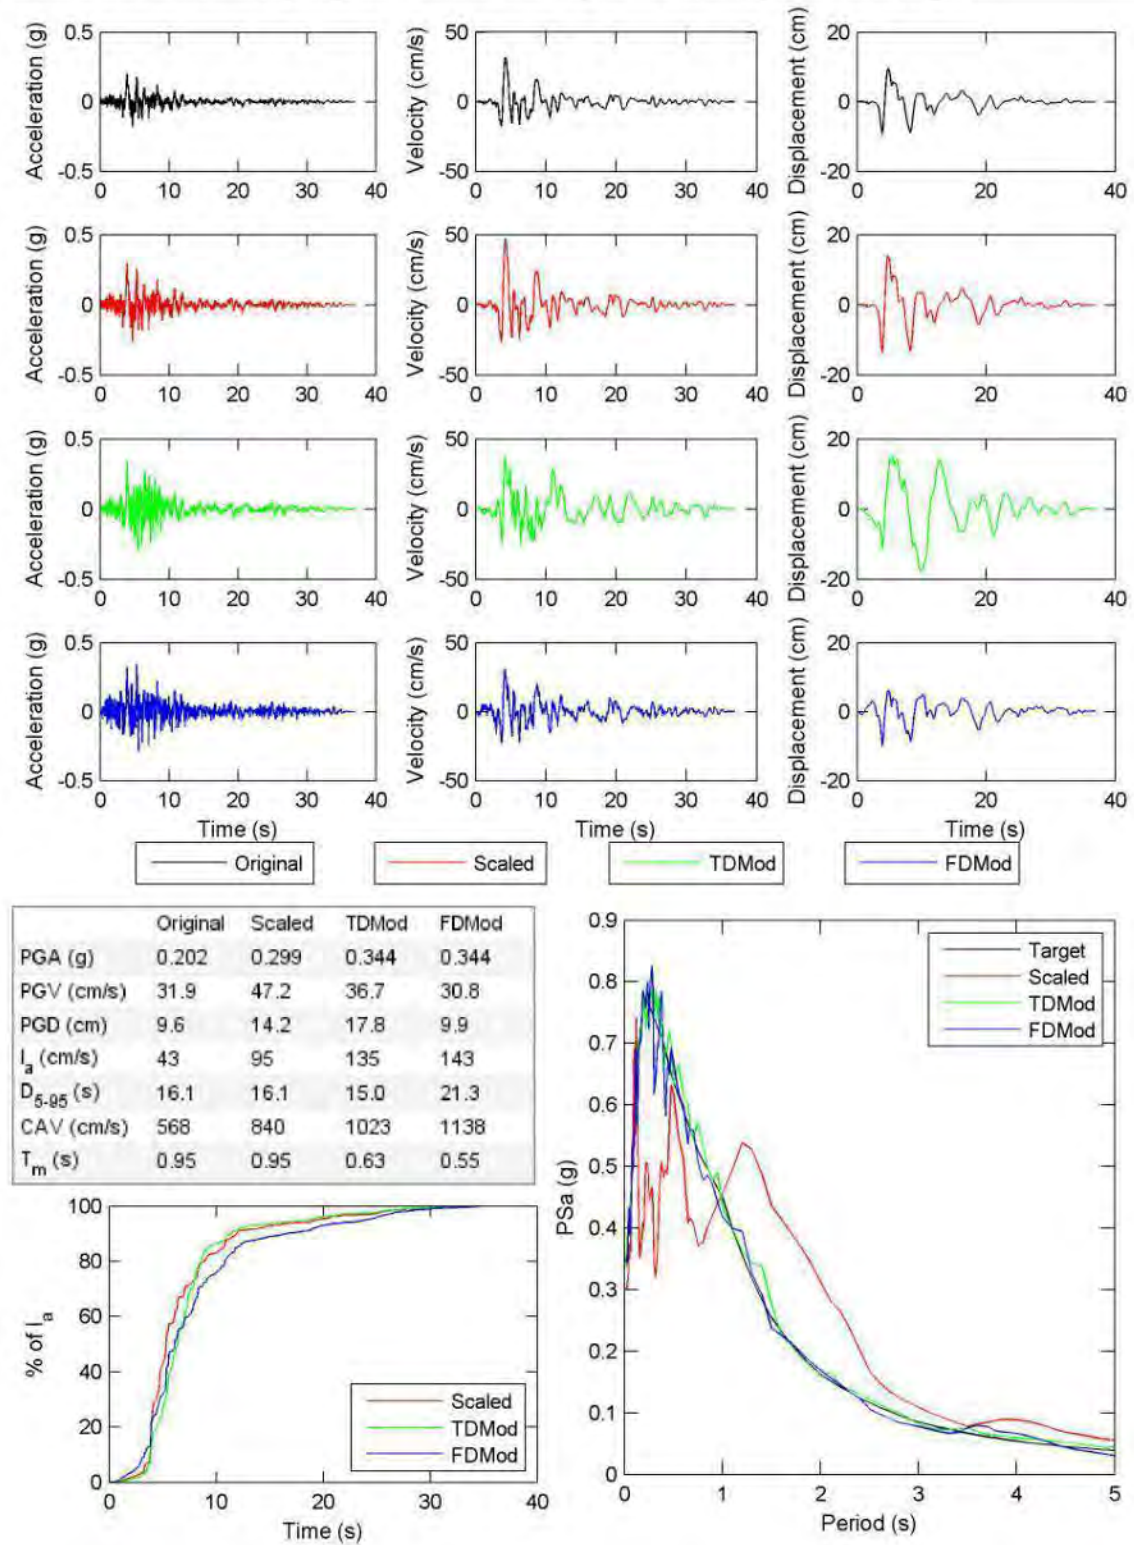 Acceleration (g)
0.5
0
-0.5
0 10 20 30 40
Velocity (cm/s)
50
0
-50
0 10 20 30 40
Displacement (cm)
20
0
-20
0 20 40
Acceleration (g)
0.5
0
-0.5
0 10 20 30 40
Velocity (cm/s)
50
0
-50
0 10 20 30 40
Displacement (cm)
20
0
-20
0 20 40
Acceleration (g)
0.5
0
-0.5
0 10 20 30 40
Velocity (cm/s)
50
0
-50
0 10 20 30 40
Displacement (cm)
20
0
-20
0 20 40
Acceleration (g)
0.5
0
-0.5
0 10 20 30 40
Time (s)
Velocity (cm/s)
50
0
-50
0 10 20 30 40
Time (s)
Displacement (cm)
20
0
-20
0 20 40
Time (s)
Original Scaled TDMod FDMod
Original Scaled TDMod FDMod
PGA (g) 0.202 0.299 0.344 0.344
PGV (cm/s) 31.9 47.2 36.7 30.8
PGD (cm) 9.6 14.2 17.8 9.9
I_a (cm/s) 43 95 135 143
D_5-95 (s) 16.1 16.1 15.0 21.3
CAV (cm/s) 568 840 1023 1138
T_m (s) 0.95 0.95 0.63 0.55
% of I_a
100
80
60
40
20
0
0 10 20 30 40
Time (s)
Scaled
TDMod
FDMod
PSa (g)
0.9
0.8
0.7
0.6
0.5
0.4
0.3
0.2
0.1
0
0 1 2 3 4 5
Period (s)
Target
Scaled
TDMod
FDMod